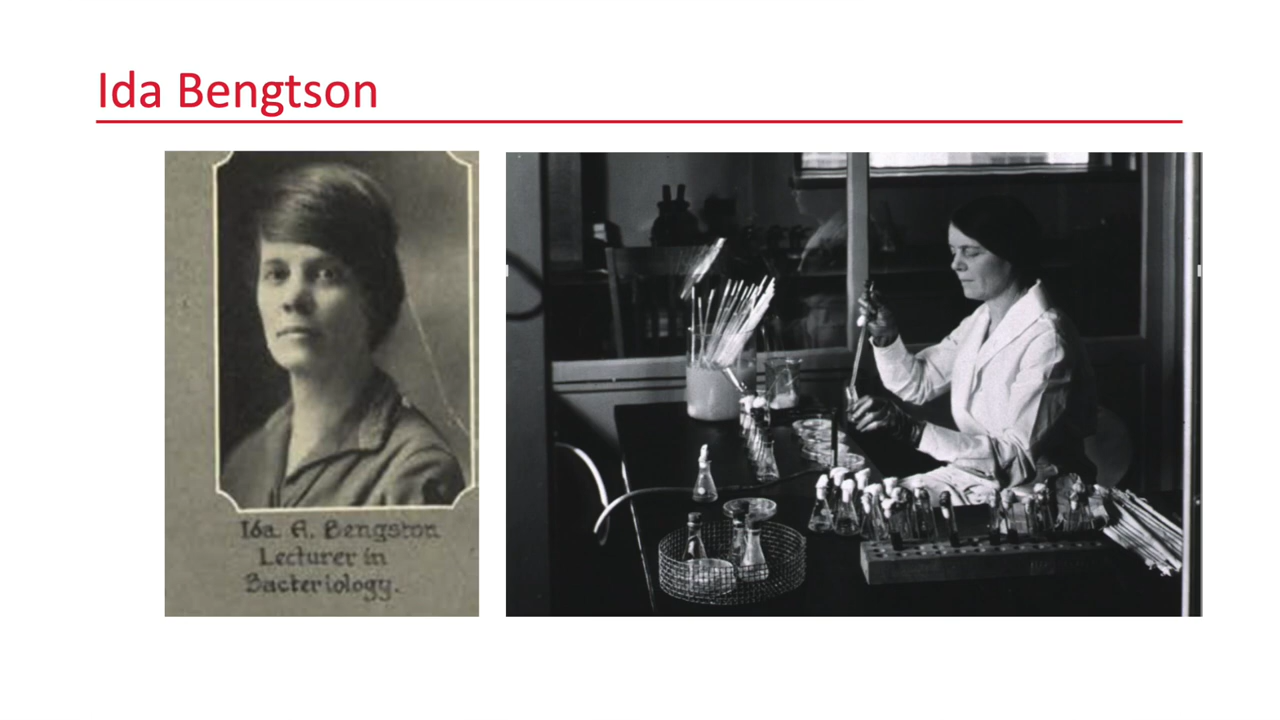 Ida Bengtson
Ida A. Bengston
Lecturer in
Bacteriology.